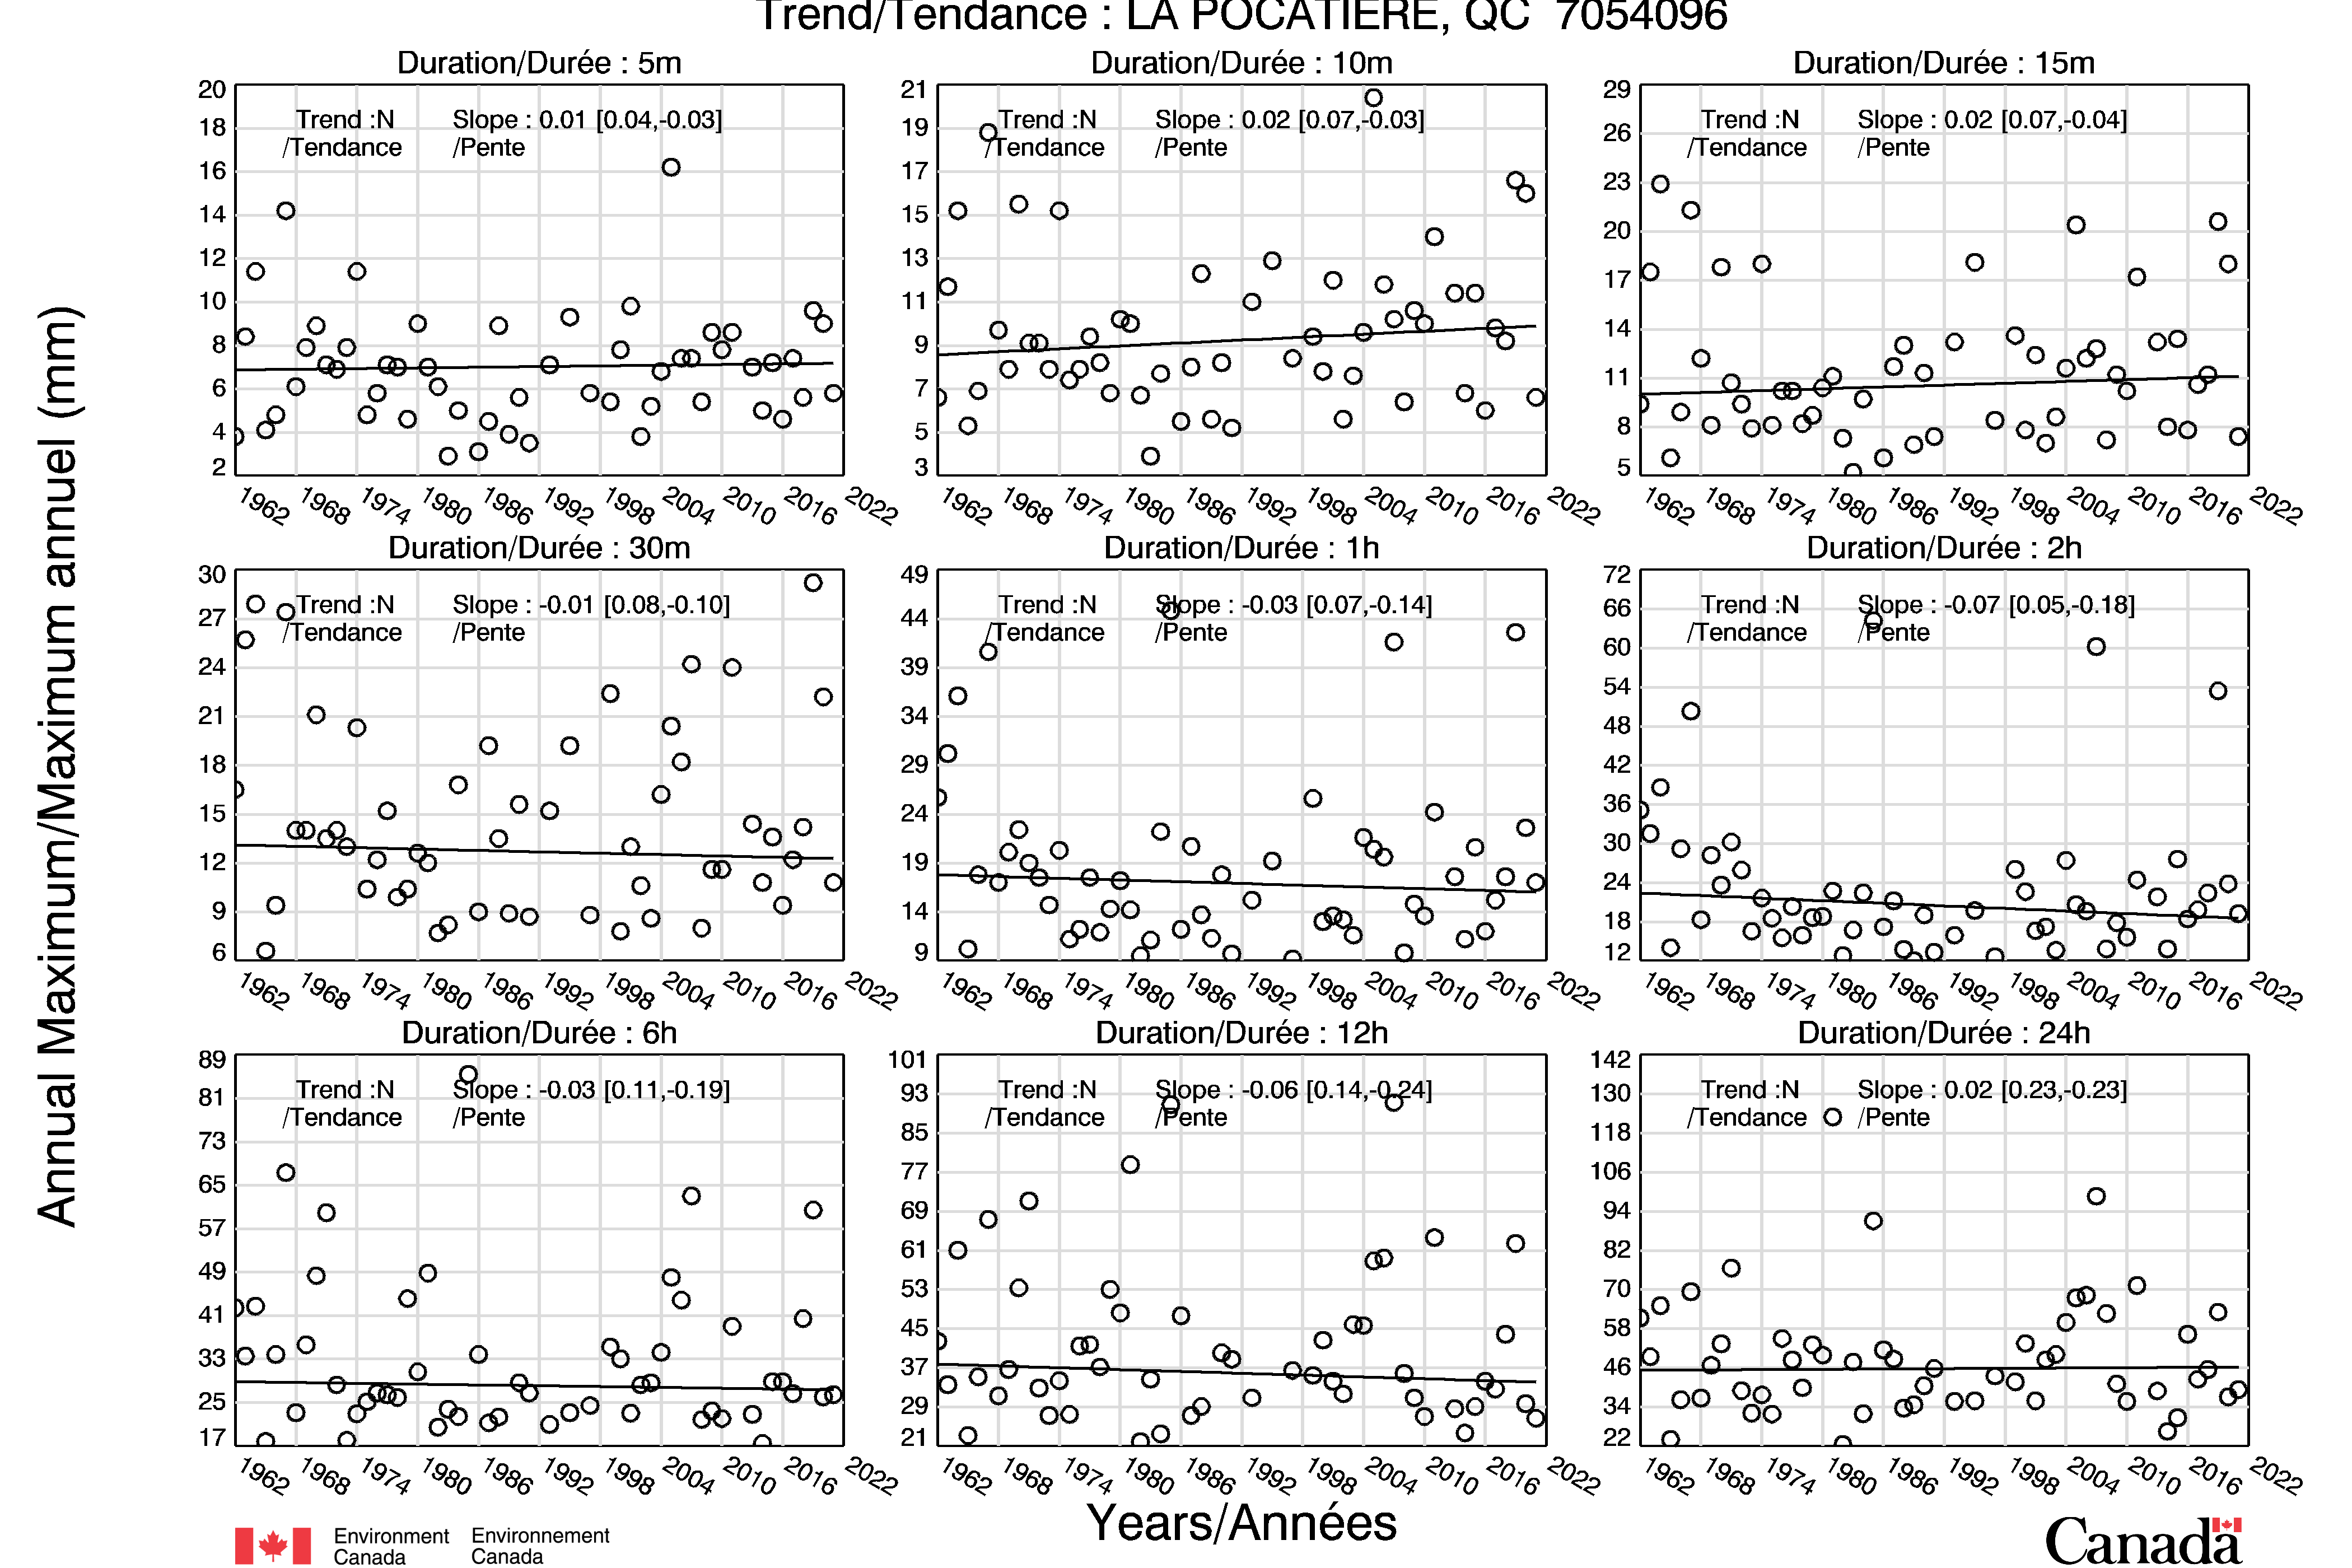 Trend/Tendance : LA POCATIERE, QC 7054096
Annual Maximum/Maximum annuel (mm)
Duration/Durée : 5m
Trend :N Slope : 0.01 [0.04,-0.03]
/Tendance /Pente
20
18
16
14
12
10
8
6
4
2
1962 1968 1974 1980 1986 1992 1998 2004 2010 2016 2022
Duration/Durée : 10m
Trend :N Slope : 0.02 [0.07,-0.03]
/Tendance /Pente
21
19
17
15
13
11
9
7
5
3
1962 1968 1974 1980 1986 1992 1998 2004 2010 2016 2022
Duration/Durée : 15m
Trend :N Slope : 0.02 [0.07,-0.04]
/Tendance /Pente
29
26
23
20
17
14
11
8
5
1962 1968 1974 1980 1986 1992 1998 2004 2010 2016 2022
Duration/Durée : 30m
Trend :N Slope : -0.01 [0.08,-0.10]
/Tendance /Pente
30
27
24
21
18
15
12
9
6
1962 1968 1974 1980 1986 1992 1998 2004 2010 2016 2022
Duration/Durée : 1h
Trend :N Slope : -0.03 [0.07,-0.14]
/Tendance /Pente
49
44
39
34
29
24
19
14
9
1962 1968 1974 1980 1986 1992 1998 2004 2010 2016 2022
Duration/Durée : 2h
Trend :N Slope : -0.07 [0.05,-0.18]
/Tendance /Pente
72
66
60
54
48
42
36
30
24
18
12
1962 1968 1974 1980 1986 1992 1998 2004 2010 2016 2022
Duration/Durée : 6h
Trend :N Slope : -0.03 [0.11,-0.19]
/Tendance /Pente
89
81
73
65
57
49
41
33
25
17
1962 1968 1974 1980 1986 1992 1998 2004 2010 2016 2022
Duration/Durée : 12h
Trend :N Slope : -0.06 [0.14,-0.24]
/Tendance /Pente
101
93
85
77
69
61
53
45
37
29
21
1962 1968 1974 1980 1986 1992 1998 2004 2010 2016 2022
Duration/Durée : 24h
Trend :N Slope : 0.02 [0.23,-0.23]
/Tendance /Pente
142
130
118
106
94
82
70
58
46
34
22
1962 1968 1974 1980 1986 1992 1998 2004 2010 2016 2022
Years/Années
Environment Environnement
Canada Canada
Canada